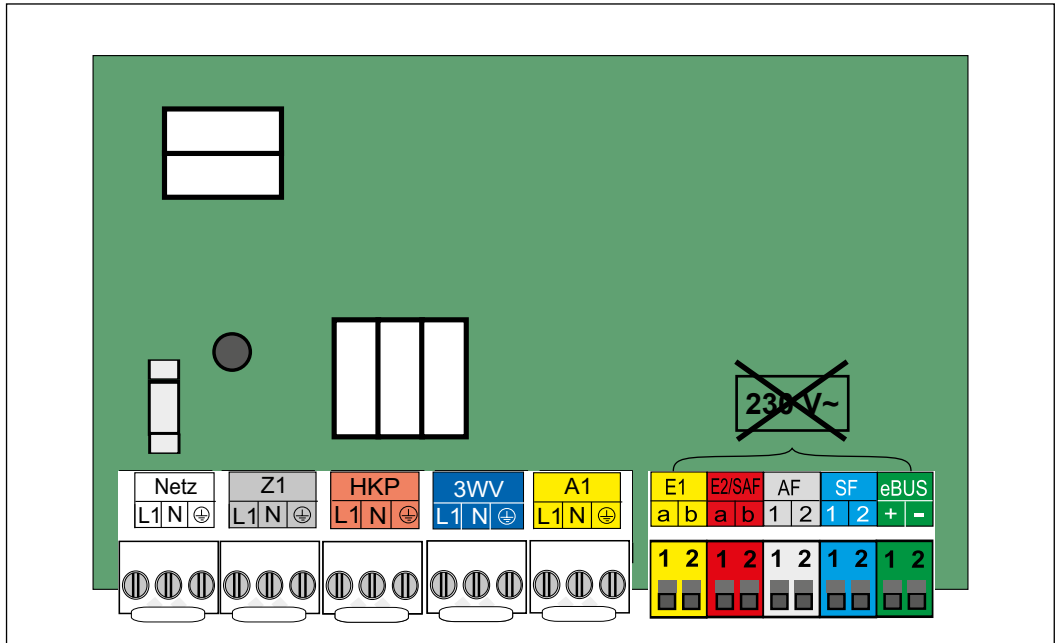 230 V~
Netz Z1 HKP 3WV A1 E1 E2/SAF AF SF eBUS
L1 N ⏚ L1 N ⏚ L1 N ⏚ L1 N ⏚ L1 N ⏚ a b a b 1 2 1 2 + -
1 2 1 2 1 2 1 2 1 2